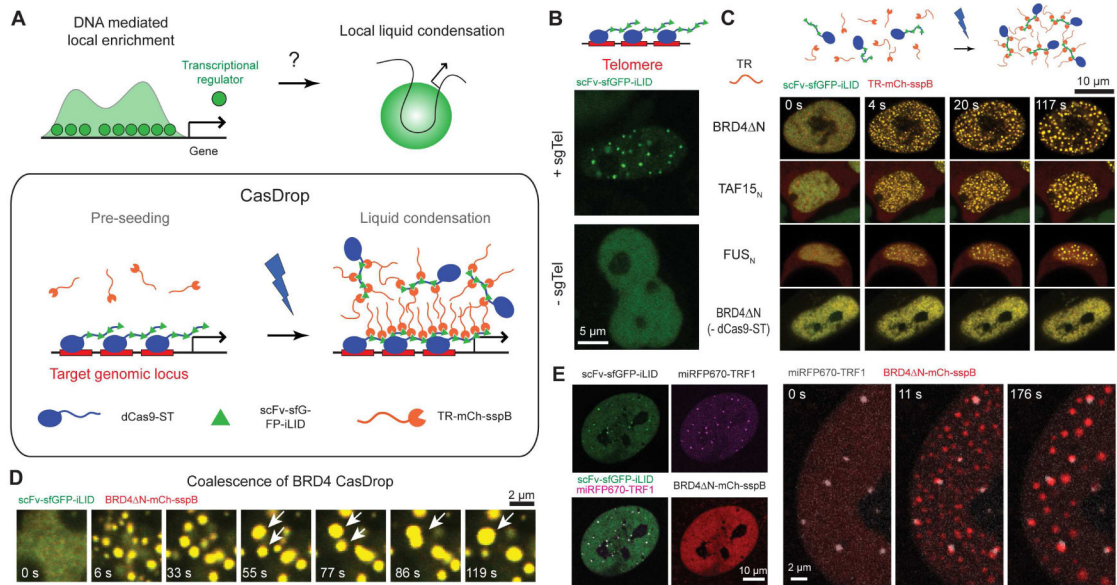 A
DNA mediated
local enrichment
Transcriptional
regulator
?
Local liquid condensation
Gene
CasDrop
Pre-seeding
Liquid condensation
Target genomic locus
dCas9-ST
scFv-sfG-
FP-iLID
TR-mCh-sspB
B
Telomere
scFv-sfGFP-iLID
+ sgTel
- sgTel
5 µm
C
TR
10 µm
scFv-sfGFP-iLID TR-mCh-sspB
0 s 4 s 20 s 117 s
BRD4ΔN
TAF15N
FUSN
BRD4ΔN
(- dCas9-ST)
D
Coalescence of BRD4 CasDrop
scFv-sfGFP-iLID BRD4ΔN-mCh-sspB
2 µm
0 s 6 s 33 s 55 s 77 s 86 s 119 s
E
scFv-sfGFP-iLID miRFP670-TRF1
scFv-sfGFP-iLID
miRFP670-TRF1
BRD4ΔN-mCh-sspB
10 µm
miRFP670-TRF1 BRD4ΔN-mCh-sspB
0 s 11 s 176 s
2 µm